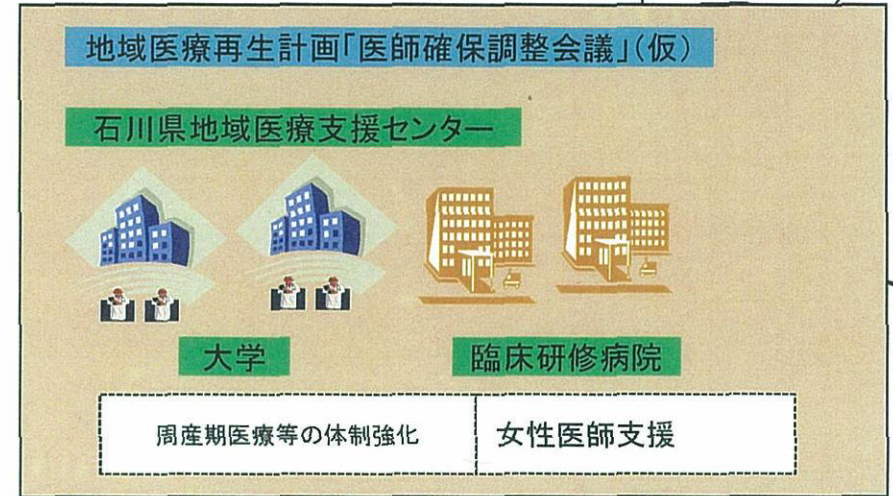 地域医療再生計画「医師確保調整会議」(仮)
石川県地域医療支援センター
大学
臨床研修病院
周産期医療等の体制強化
女性医師支援